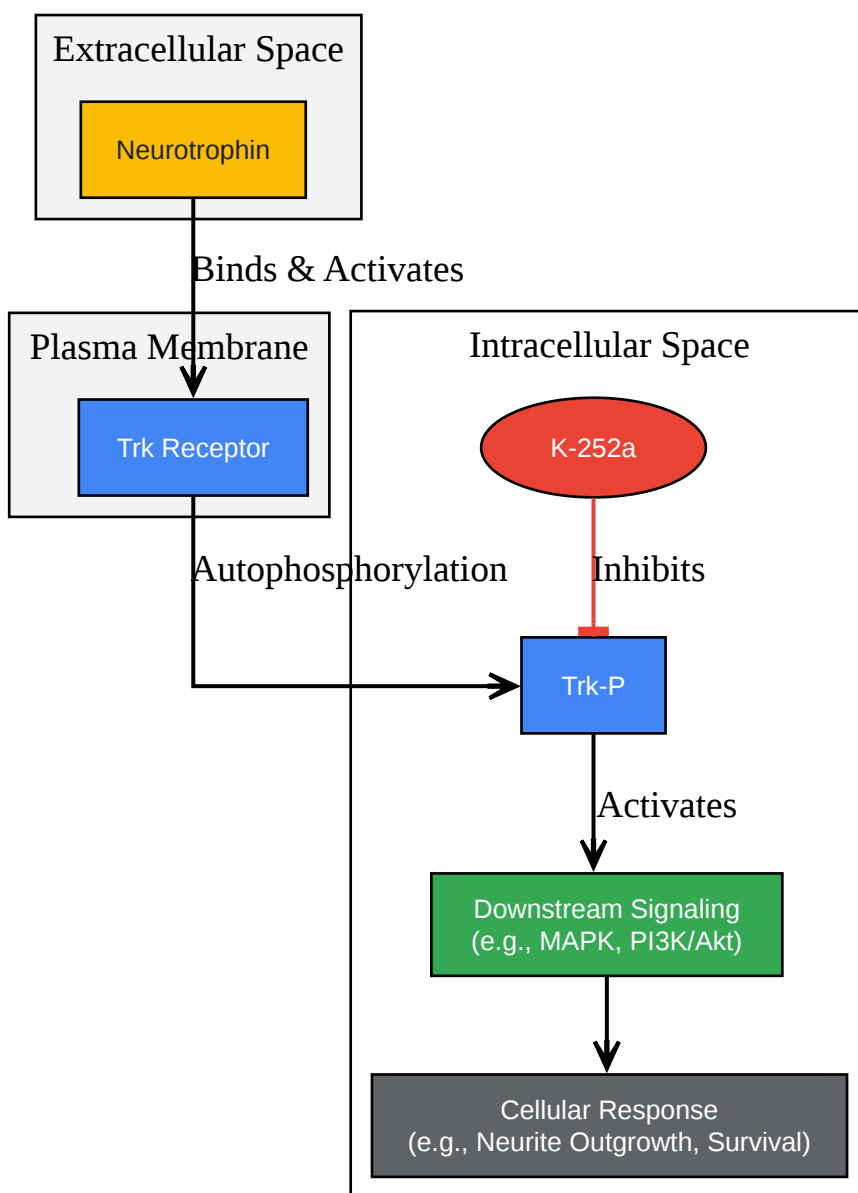 Extracellular Space
Neurotrophin
Binds & Activates
Plasma Membrane
Trk Receptor
Intracellular Space
K-252a
Autophosphorylation
Inhibits
Trk-P
Activates
Downstream Signaling
(e.g., MAPK, PI3K/Akt)
Cellular Response
(e.g., Neurite Outgrowth, Survival)